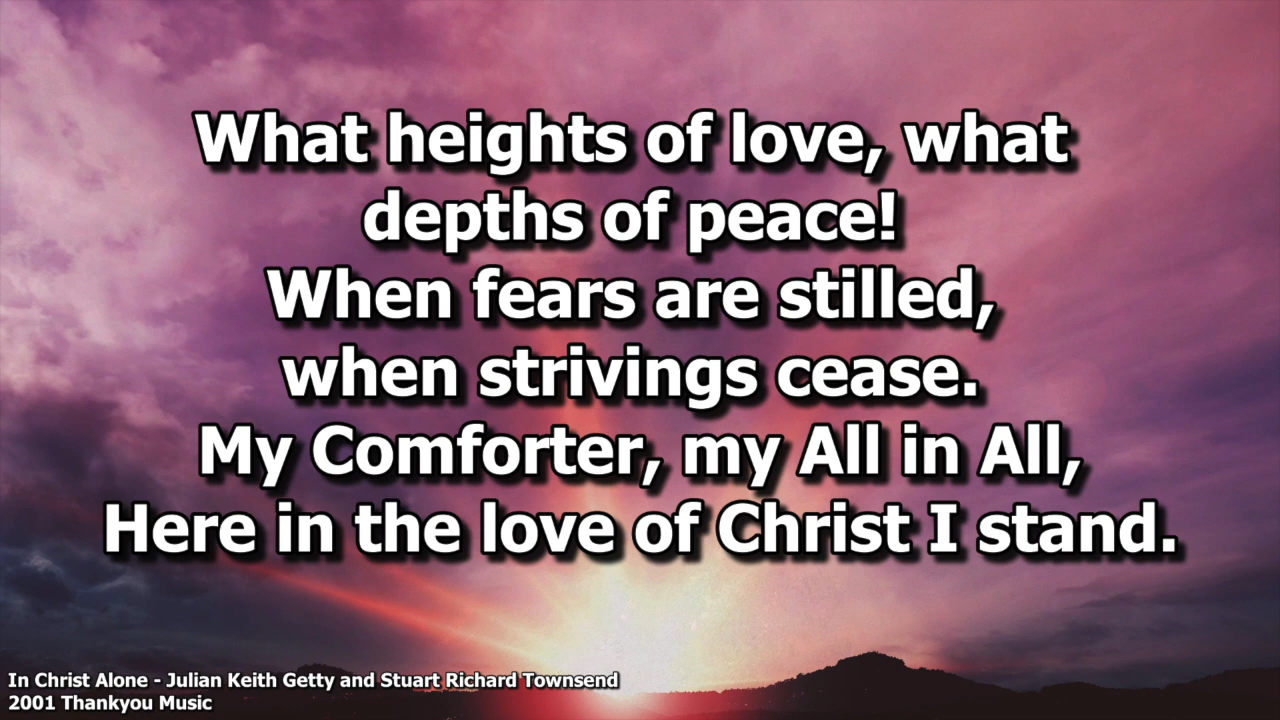 What heights of love, what
depths of peace!
When fears are stilled,
when strivings cease.
My Comforter, my All in All,
Here in the love of Christ I stand.
In Christ Alone - Julian Keith Getty and Stuart Richard Townsend
2001 Thankyou Music